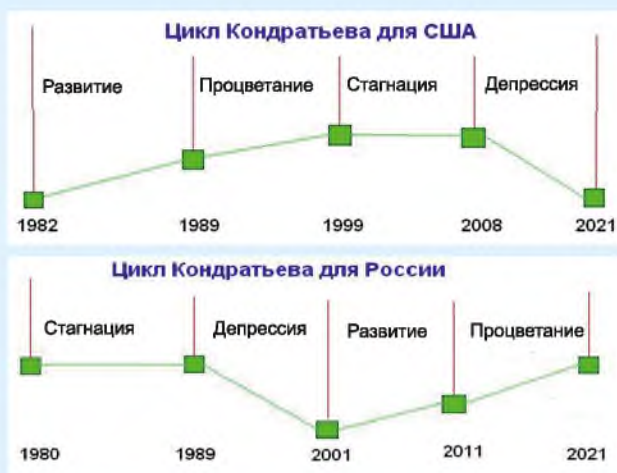 Цикл Кондратьева для США
Развитие Процветание Стагнация Депрессия
1982 1989 1999 2008 2021
Цикл Кондратьева для России
Стагнация Депрессия Развитие Процветание
1980 1989 2001 2011 2021